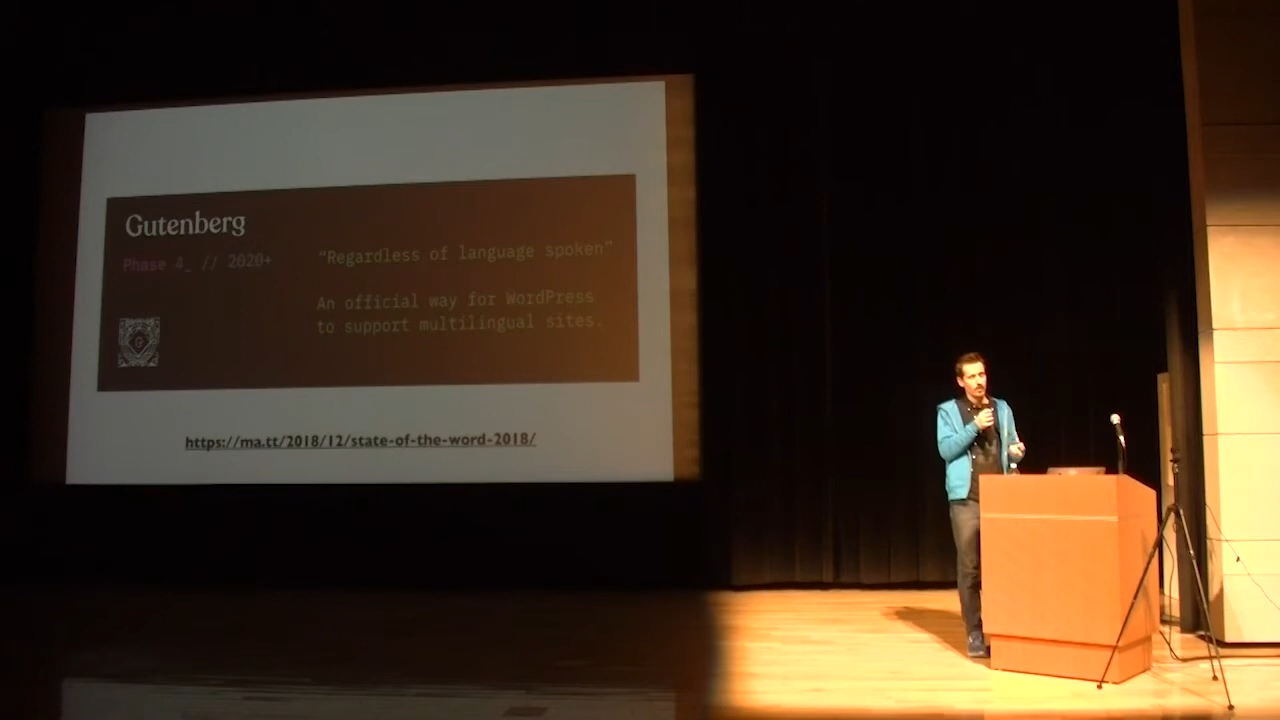 Gutenberg
Phase 4_ // 2020+
“Regardless of language spoken”
An official way for WordPress
to support multilingual sites.
G
https://ma.tt/2018/12/state-of-the-word-2018/